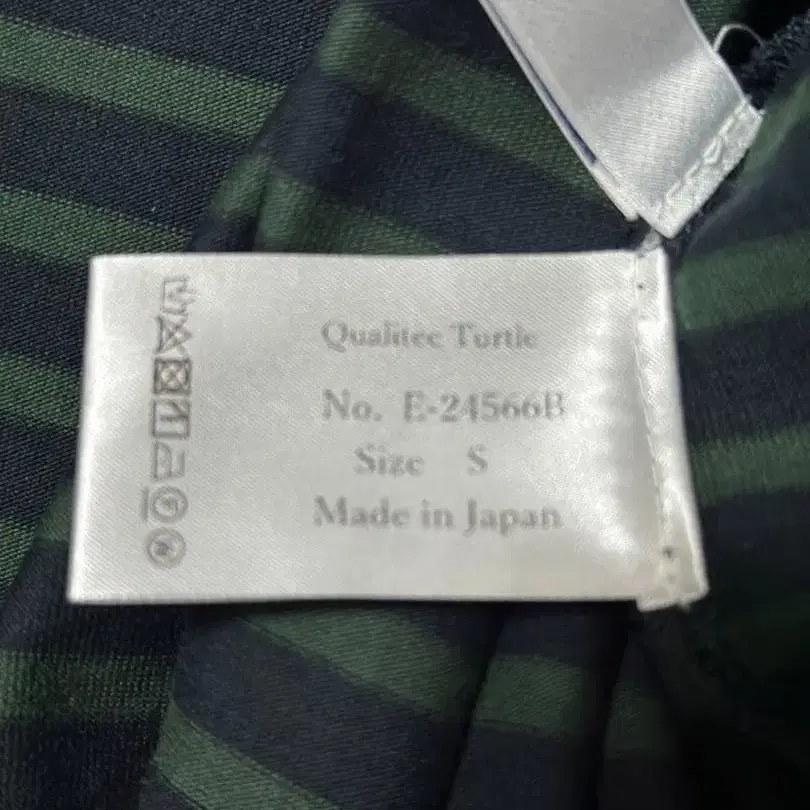 Qualitee Turtle
No. E-24566B
Size S
Made in Japan